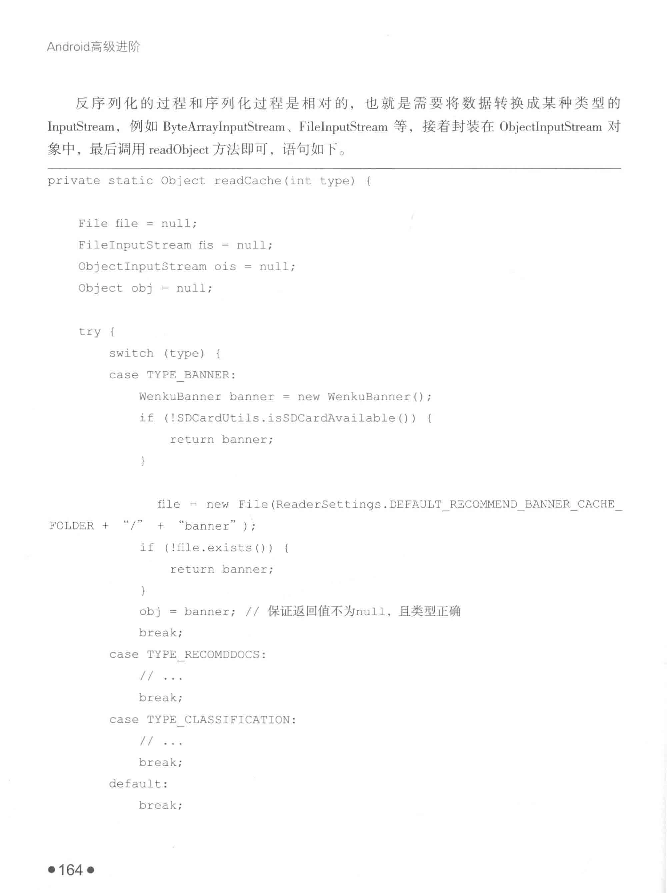 Android高级进阶
反序列化的过程和序列化过程是相对的，也就是需要将数据转换成某种类型的
InputStream，例如 ByteArrayInputStream、FileInputStream 等，接着封装在 ObjectInputStream 对
象中，最后调用 readObject 方法即可，语句如下。
private static Object readCache(int type) {
File file = null;
FileInputStream fis = null;
ObjectInputStream ois = null;
Object obj = null;
try {
switch (type) {
case TYPE_BANNER:
WenkuBanner banner = new WenkuBanner();
if (!SDCardUtils.isSDCardAvailable()) {
return banner;
}
file = new File(ReaderSettings.DEFAULT_RECOMMEND_BANNER_CACHE_
FOLDER + “/” + “banner”);
if (!file.exists()) {
return banner;
}
obj = banner; // 保证返回值不为null，且类型正确
break;
case TYPE_RECOMDDOCS:
// ...
break;
case TYPE_CLASSIFICATION:
// ...
break;
default:
break;
●164●